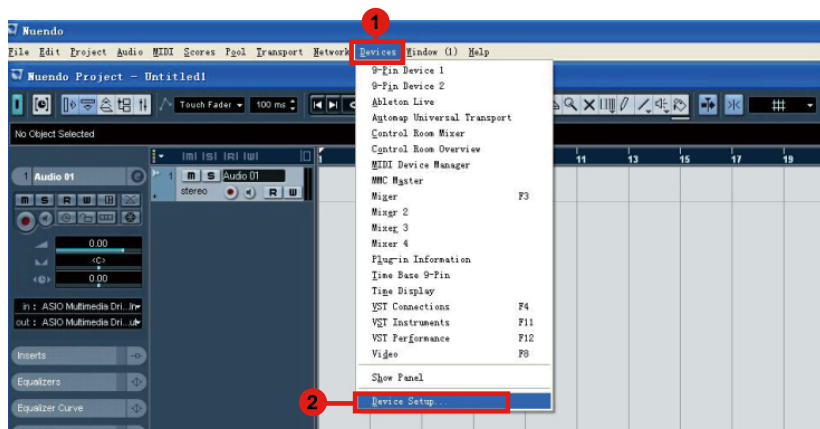 1
Nuendo
File Edit Project Audio MIDI Scores Pool Transport Network Devices Window (1) Help
Nuendo Project - Untitled1
Touch Fader 100 ms
No Object Selected
11 13 15 17 19
1 Audio 01
m S R W
0.00
<C>
0.00
in : ASIO Multimedia Dri..In
out : ASIO Multimedia Dri..
Inserts
Equalizers
Equalizer Curve
1 m S Audio 01
stereo R W
9-Pin Device 1
9-Pin Device 2
Ableton Live
Automap Universal Transport
Control Room Mixer
Control Room Overview
MIDI Device Manager
MMC Master
Mixer F3
Mixer 2
Mixer 3
Mixer 4
Plug-in Information
Time Base 9-Pin
Time Display
VST Connections F4
VST Instruments F11
VST Performance F12
Video F8
Show Panel
2 Device Setup...